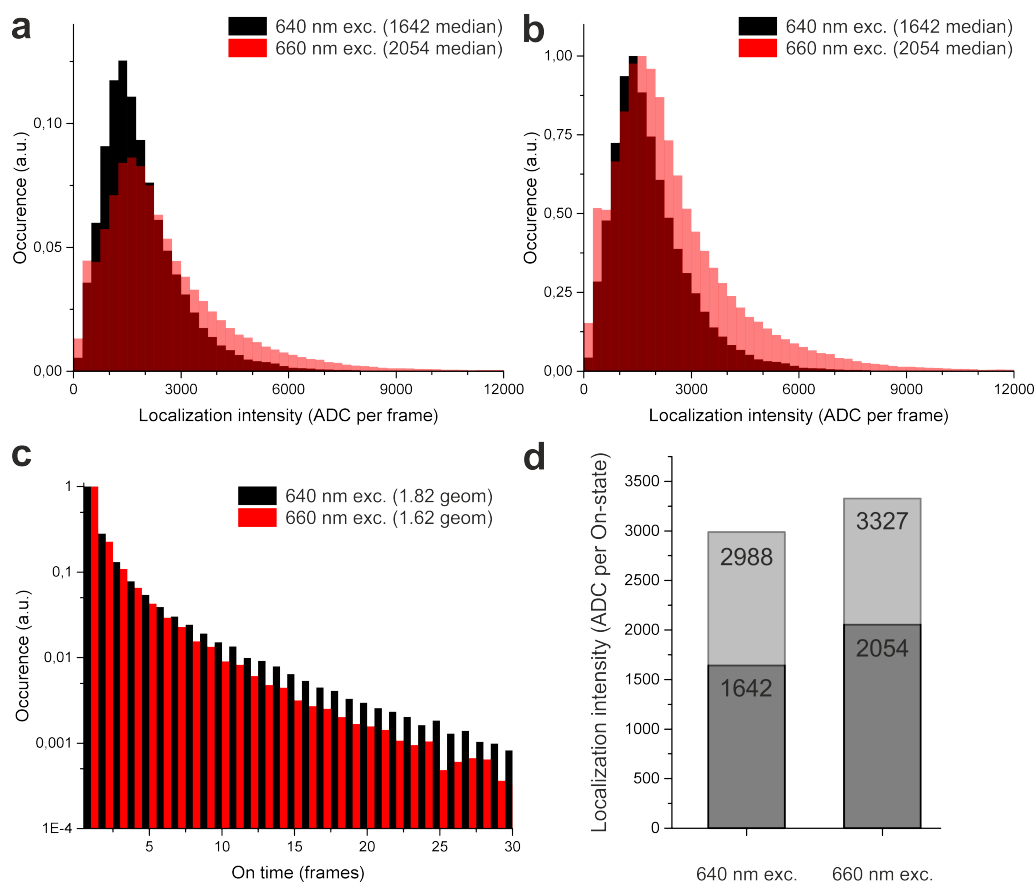 a
640 nm exc. (1642 median)
660 nm exc. (2054 median)
0,10
0,05
0,00
Occurence (a.u.)
0
3000
6000
9000
12000
Localization intensity (ADC per frame)
b
640 nm exc. (1642 median)
660 nm exc. (2054 median)
1,00
0,75
0,50
0,25
0,00
Occurence (a.u.)
0
3000
6000
9000
12000
Localization intensity (ADC per frame)
c
640 nm exc. (1.82 geom)
660 nm exc. (1.62 geom)
1
0,1
0,01
0,001
1E-4
Occurence (a.u.)
5
10
15
20
25
30
On time (frames)
d
Localization intensity (ADC per On-state)
3500
3000
2500
2000
1500
1000
500
0
2988
1642
3327
2054
640 nm exc.
660 nm exc.